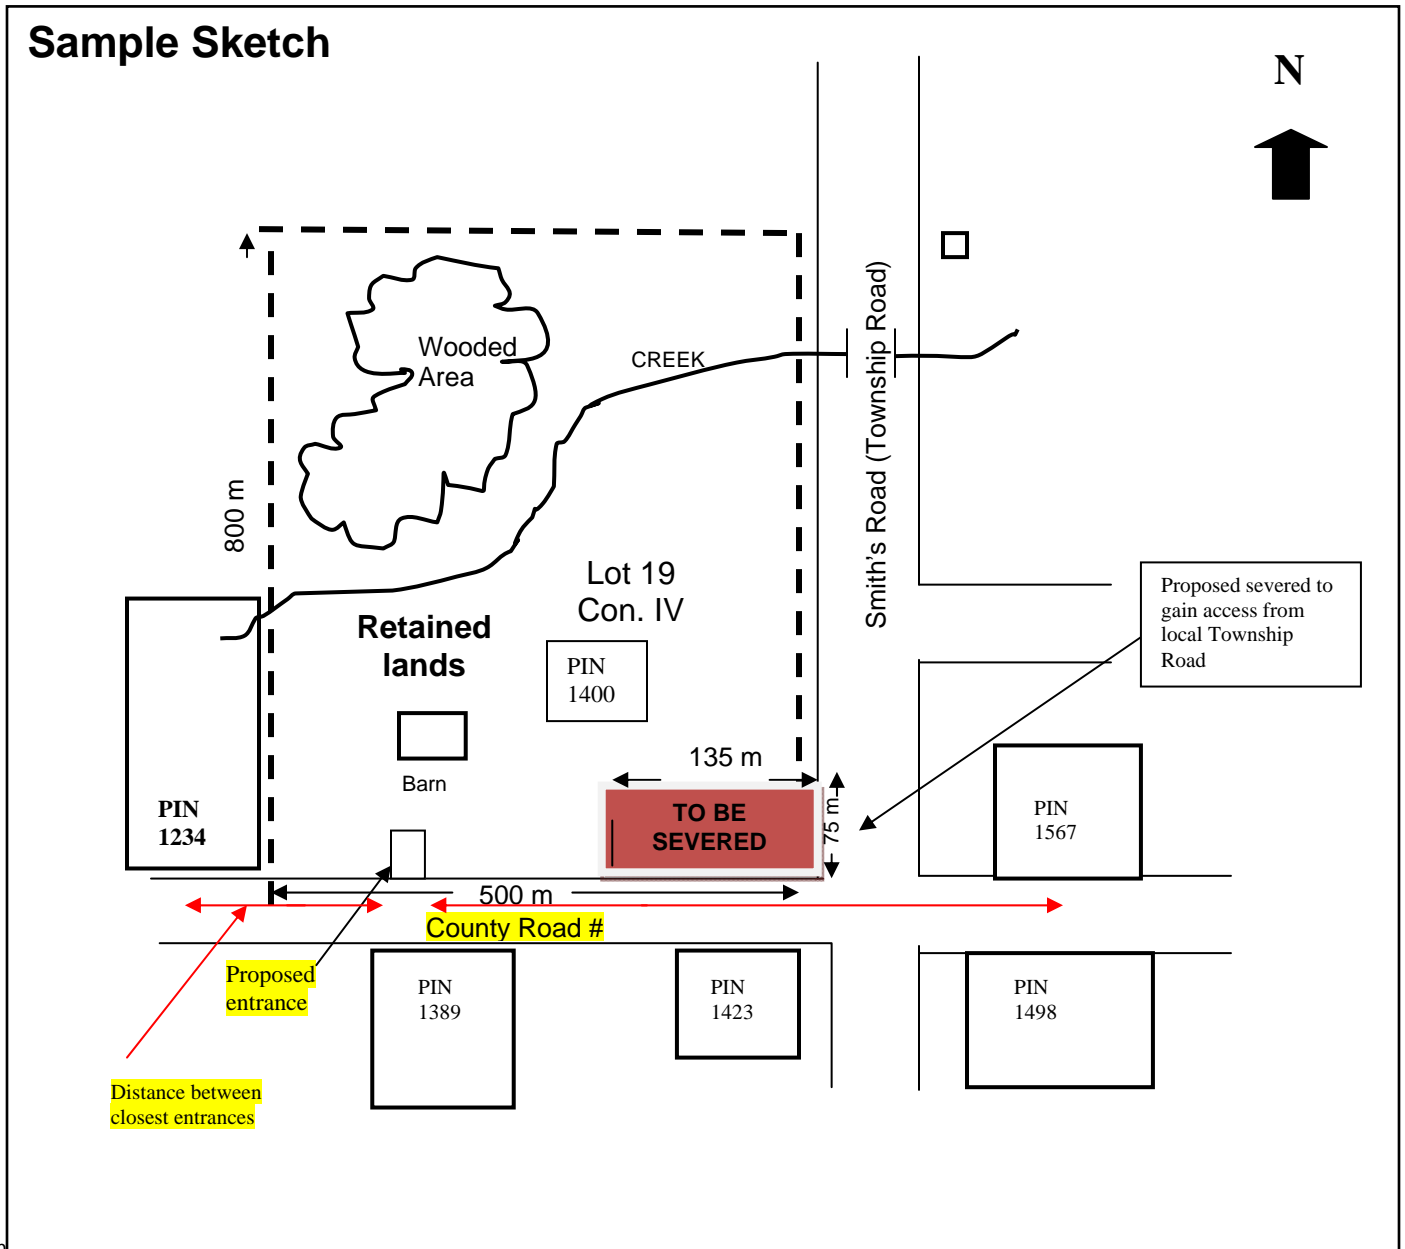 Sample Sketch
N
Wooded
Area
CREEK
Smith's Road (Township Road)
800 m
Lot 19
Con. IV
Proposed severed to
gain access from
local Township
Road
Retained
lands
PIN
1400
135 m
Barn
PIN
1234
TO BE
SEVERED
75 m
PIN
1567
500 m
County Road #
Proposed
entrance
PIN
1389
PIN
1423
PIN
1498
Distance between
closest entrances